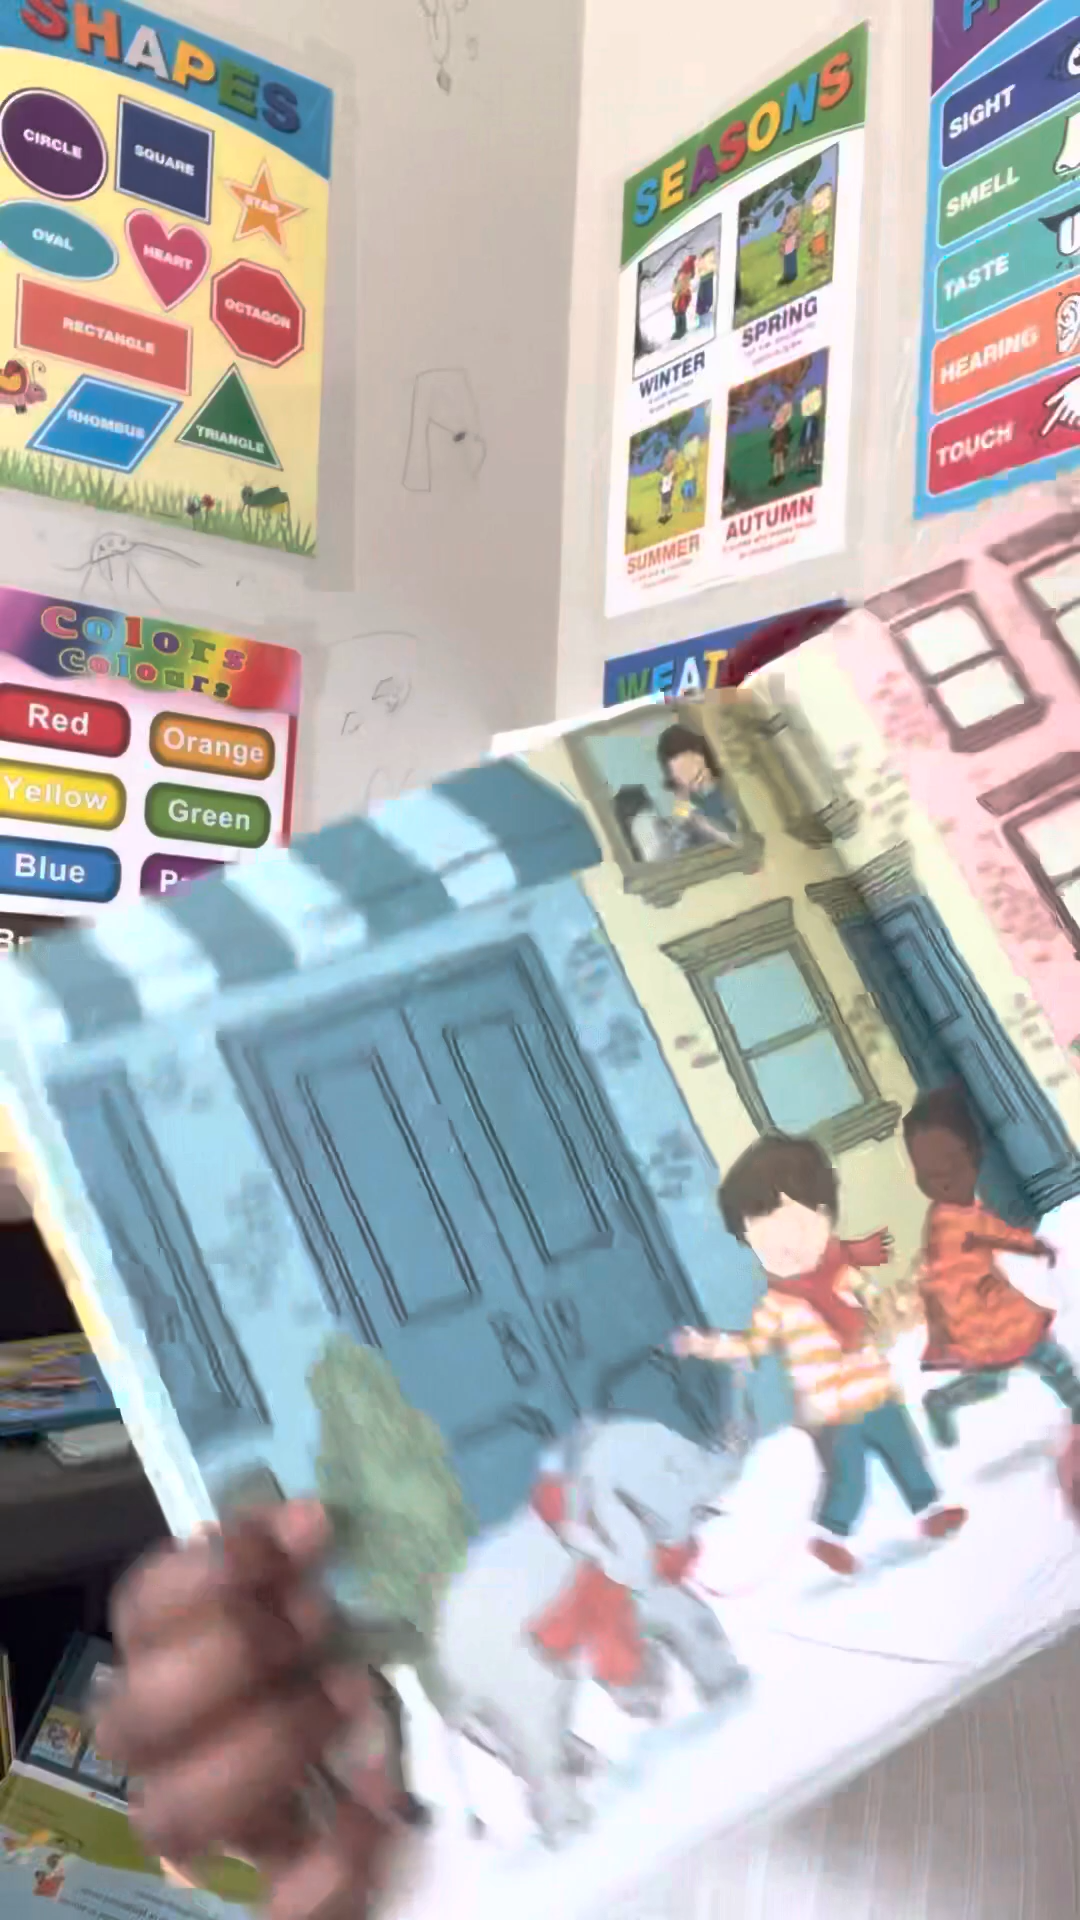 SHAPES
CIRCLE
SQUARE
STAR
OVAL
HEART
OCTAGON
RECTANGLE
RHOMBUS
TRIANGLE
Colors
Colours
Red
Orange
Yellow
Green
Blue
SEASONS
WINTER
SPRING
SUMMER
AUTUMN
SIGHT
SMELL
TASTE
HEARING
TOUCH
WEAT